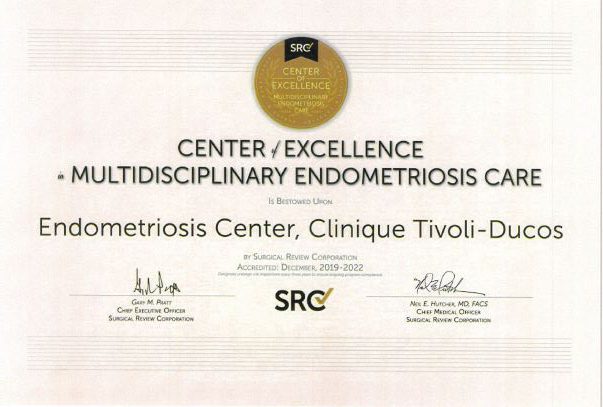 SRC
CENTER
OF
EXCELLENCE
MULTIDISCIPLINARY
ENDOMETRIOSIS
CARE
CENTER of EXCELLENCE
in MULTIDISCIPLINARY ENDOMETRIOSIS CARE
IS BESTOWED UPON
Endometriosis Center, Clinique Tivoli-Ducos
BY SURGICAL REVIEW CORPORATION
ACCREDITED: DECEMBER, 2019-2022
GARY M. PRATT
CHIEF EXECUTIVE OFFICER
SURGICAL REVIEW CORPORATION
SRC
NEIL E. HUTCHER, MD, FACS
CHIEF MEDICAL OFFICER
SURGICAL REVIEW CORPORATION